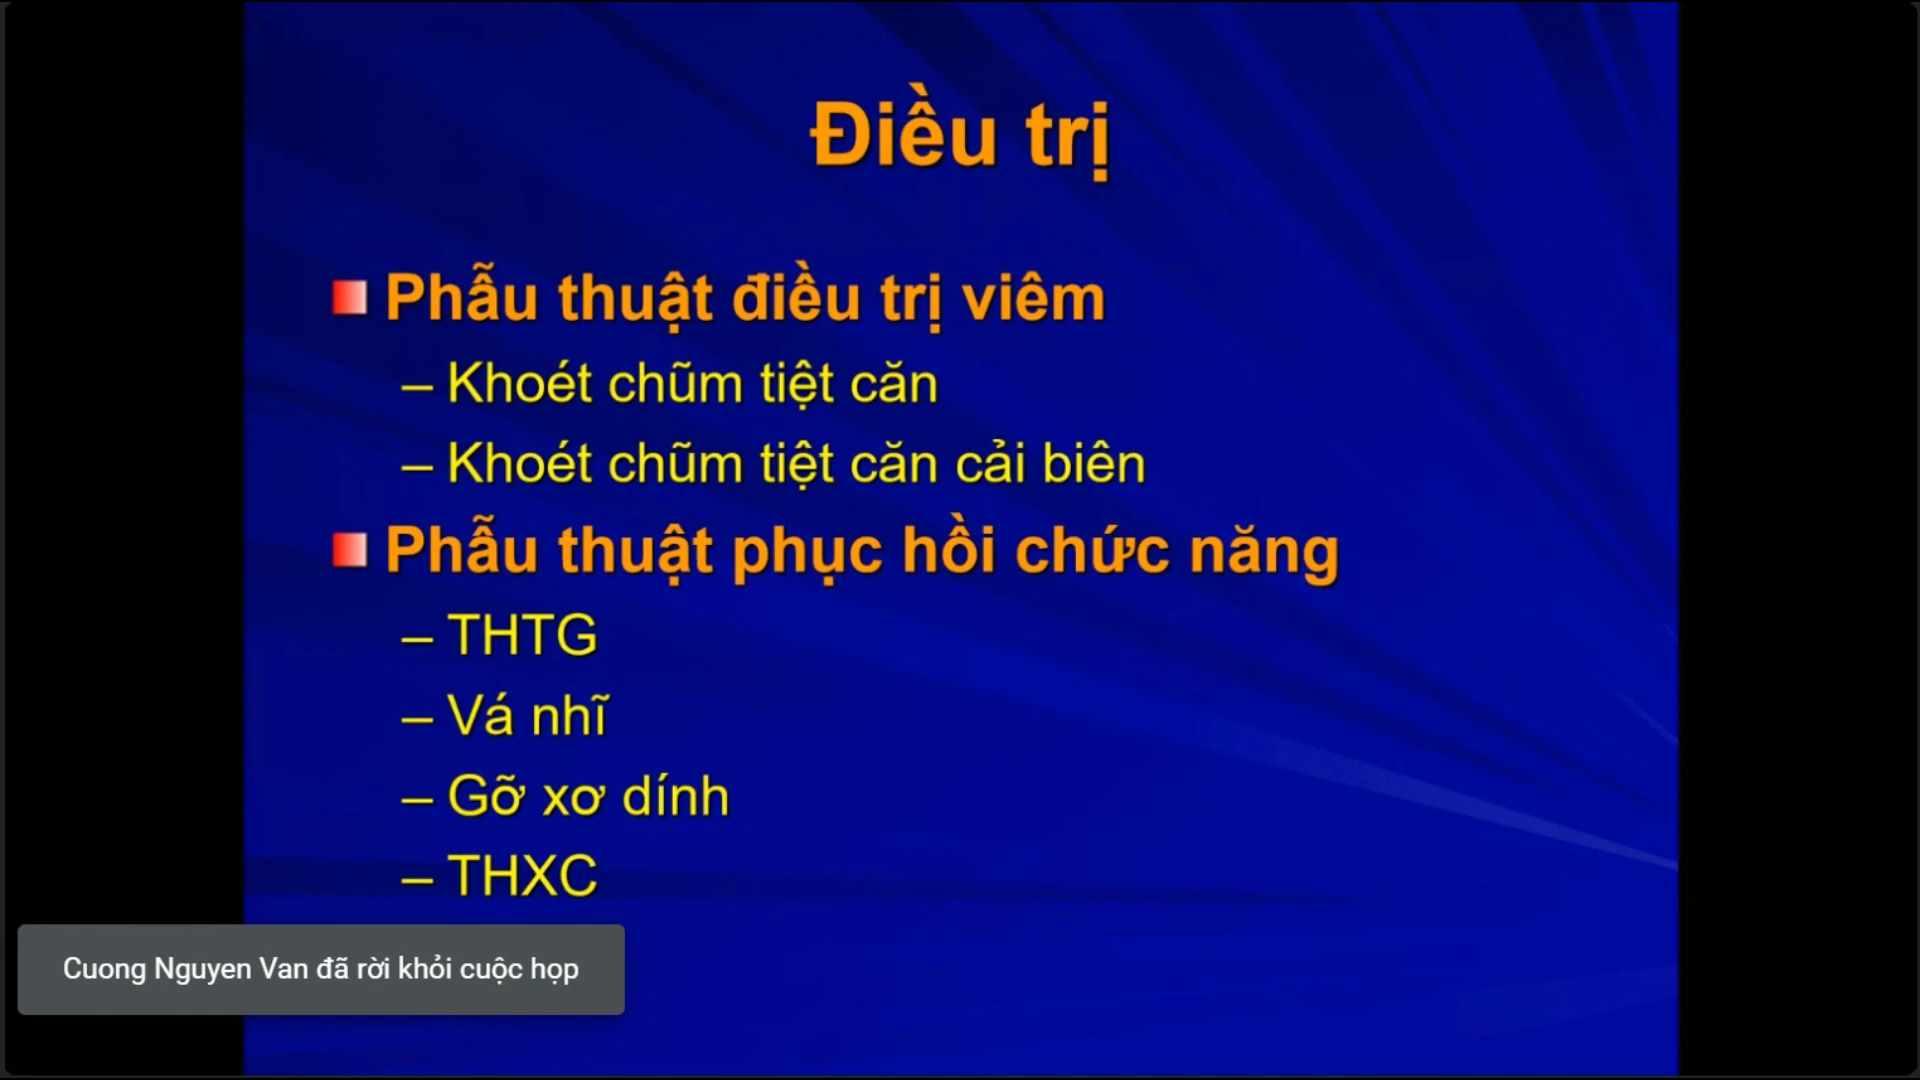 Điều trị
Phẫu thuật điều trị viêm
– Khoét chũm tiệt căn
– Khoét chũm tiệt căn cải biên
Phẫu thuật phục hồi chức năng
– THTG
– Vá nhĩ
– Gỡ xơ dính
– THXC
Cuong Nguyen Van đã rời khỏi cuộc họp